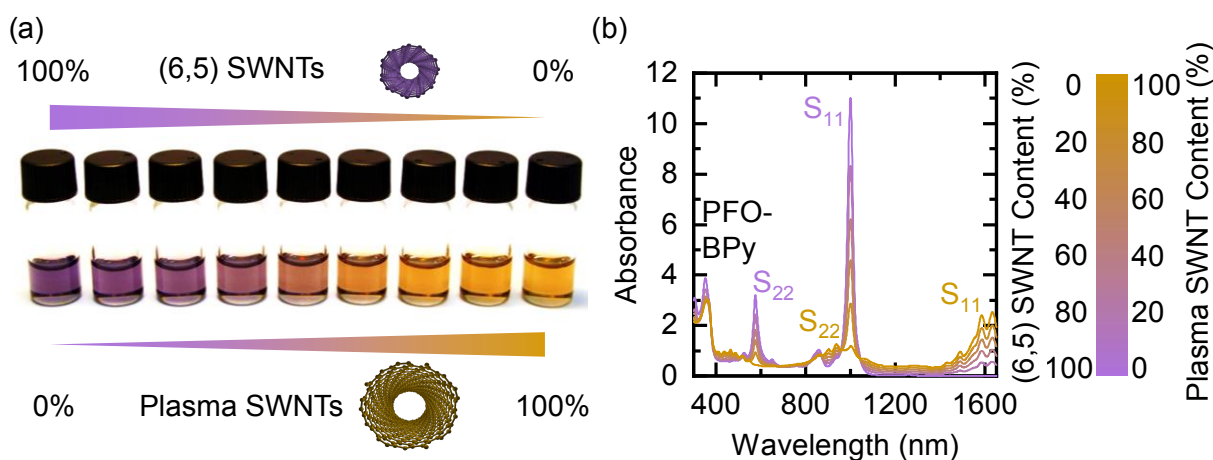 (a)
100% (6,5) SWNTs 0%
0% Plasma SWNTs 100%
(b)
Absorbance
12
10
8
6
4
2
0
PFO-
BPy
S22
S11
S22
S11
400 800 1200 1600
Wavelength (nm)
(6,5) SWNT Content (%)
0
20
40
60
80
100
100
80
60
40
20
0
Plasma SWNT Content (%)